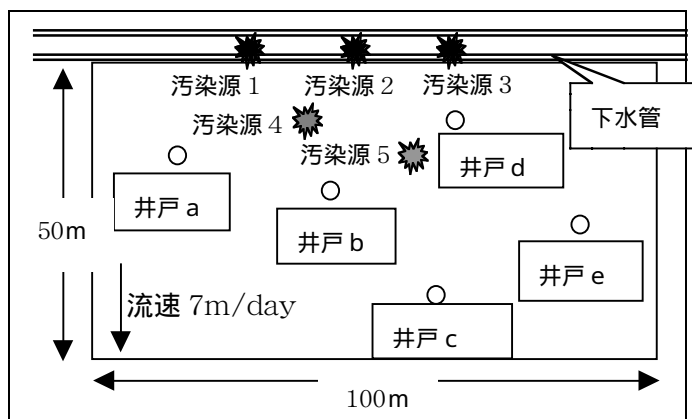 汚染源 1
汚染源 2
汚染源 3
下水管
汚染源 4
汚染源 5
井戸 a
井戸 d
井戸 b
50m
井戸 e
流速 7m/day
井戸 c
100m